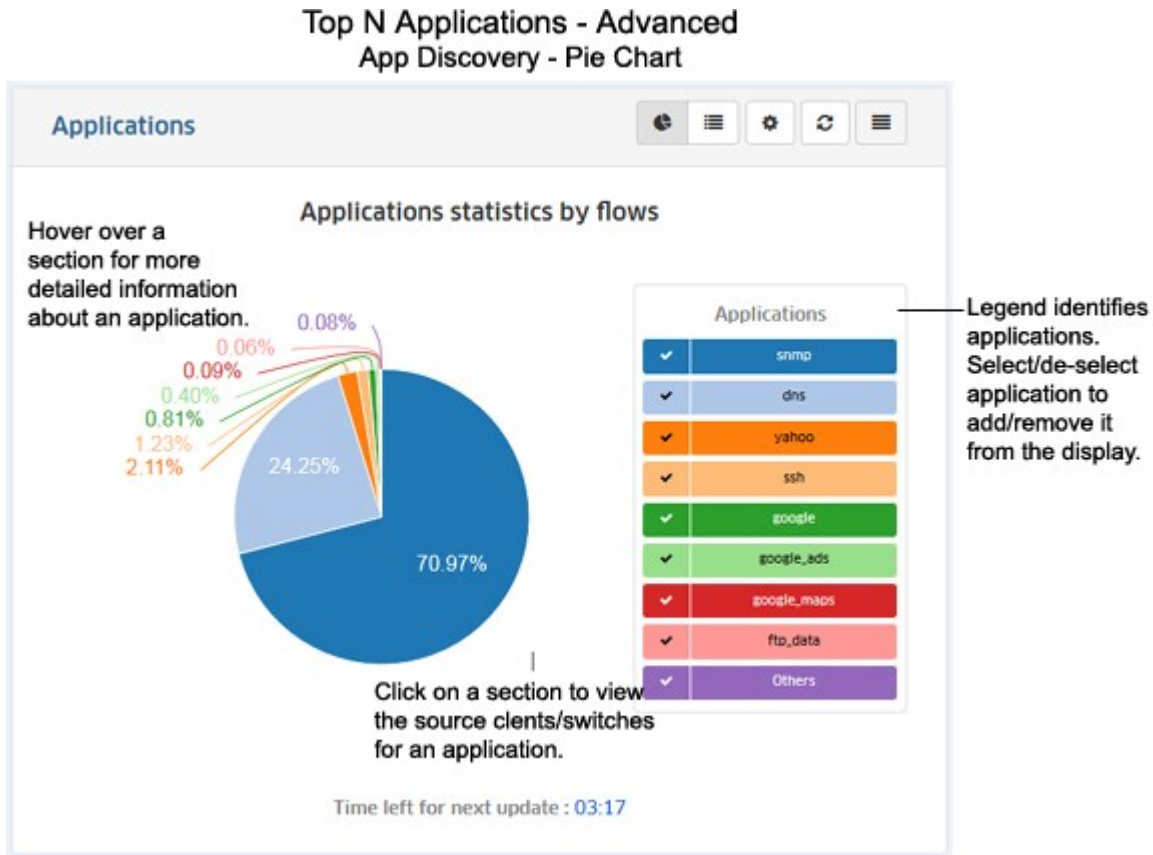 Top N Applications - Advanced
App Discovery - Pie Chart
Applications
Applications statistics by flows
Hover over a
section for more
detailed information
about an application.
0.08%
0.06%
0.09%
0.40%
0.81%
1.23%
2.11%
24.25%
70.97%
Applications
snmp
dns
yahoo
ssh
google
google_ads
google_maps
ftp_data
Others
Legend identifies
applications.
Select/de-select
application to
add/remove it
from the display.
Click on a section to view
the source clents/switches
for an application.
Time left for next update : 03:17